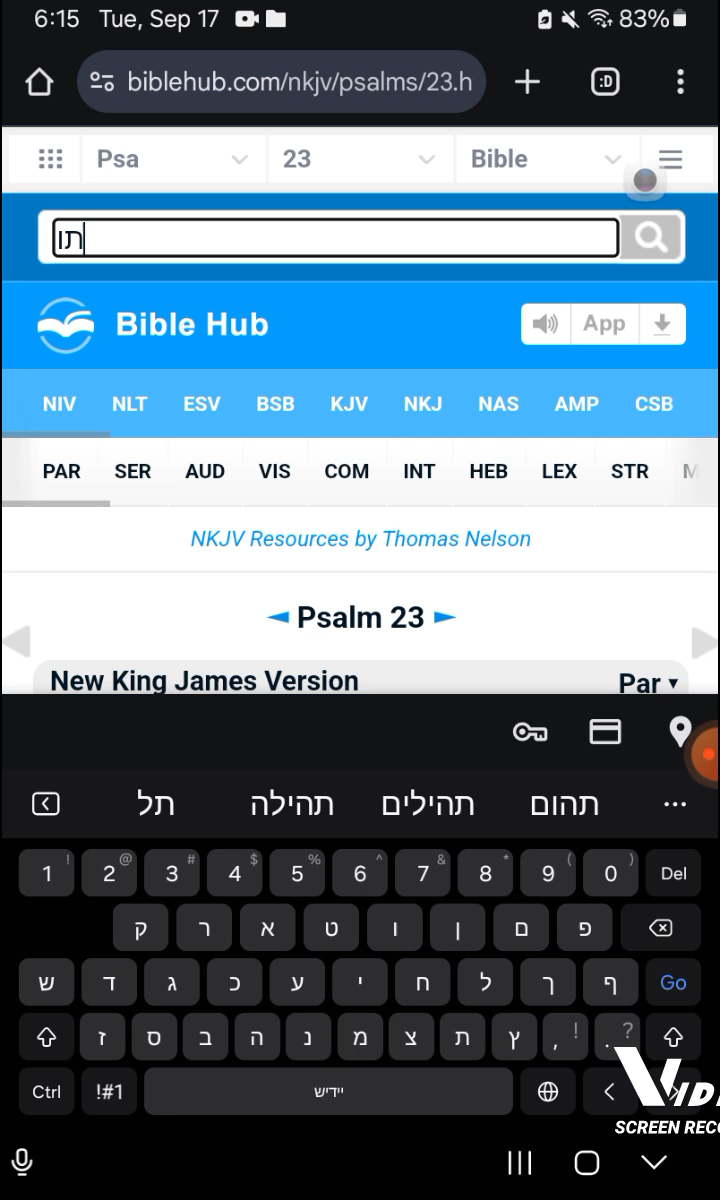 6:15 Tue, Sep 17 83%
biblehub.com/nkjv/psalms/23.h :D
Psa 23 Bible
תו
Bible Hub App
NIV NLT ESV BSB KJV NKJ NAS AMP CSB
PAR SER AUD VIS COM INT HEB LEX STR M
NKJV Resources by Thomas Nelson
◄ Psalm 23 ►
New King James Version Par ▾
תל תהילה תהילים תהום ...
1 ! 2 @ 3 # 4 $ 5 % 6 ^ 7 & 8 * 9 ( 0 ) Del
ק ר א ט ו ן ם פ
ש ד ג כ ע י ח ל ך ף Go
ז ס ב ה נ מ צ ת ץ , ! . ?
Ctrl !#1 יידיש <
VID
SCREEN REC